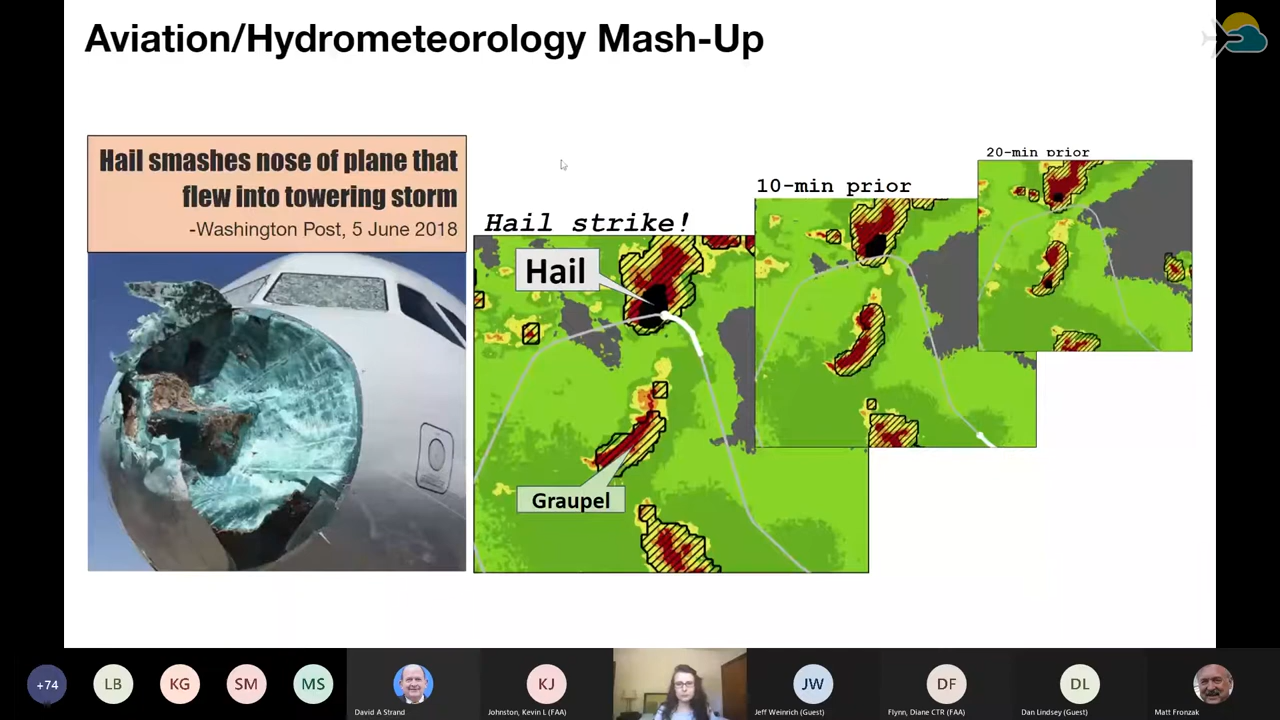 Aviation/Hydrometeorology Mash-Up
Hail smashes nose of plane that
flew into towering storm
-Washington Post, 5 June 2018
Hail strike!
10-min prior
20-min prior
Hail
Graupel
+74
LB
KG
SM
MS
David A Strand
KJ
Johnston, Kevin L (FAA)
JW
Jeff Weinrich (Guest)
DF
Flynn, Diane CTR (FAA)
DL
Dan Lindsey (Guest)
Matt Fronzak